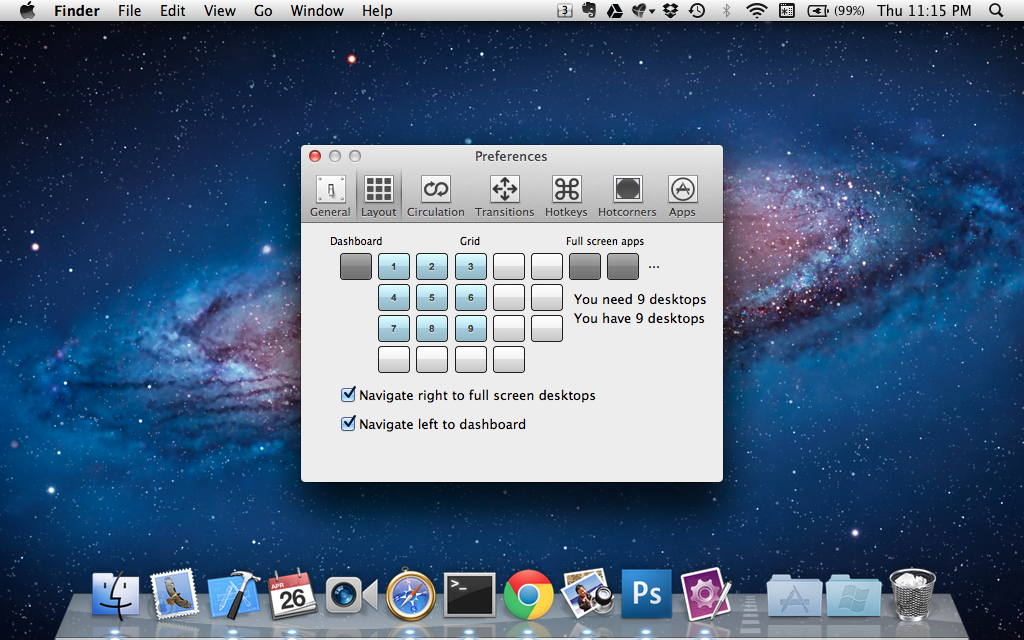 Finder File Edit View Go Window Help 3 (99%) Thu 11:15 PM
Preferences
General Layout Circulation Transitions Hotkeys Hotcorners Apps
Dashboard Grid Full screen apps
1 2 3 ...
4 5 6
You need 9 desktops
You have 9 desktops
7 8 9
Navigate right to full screen desktops
Navigate left to dashboard
APR
26
>_
Ps